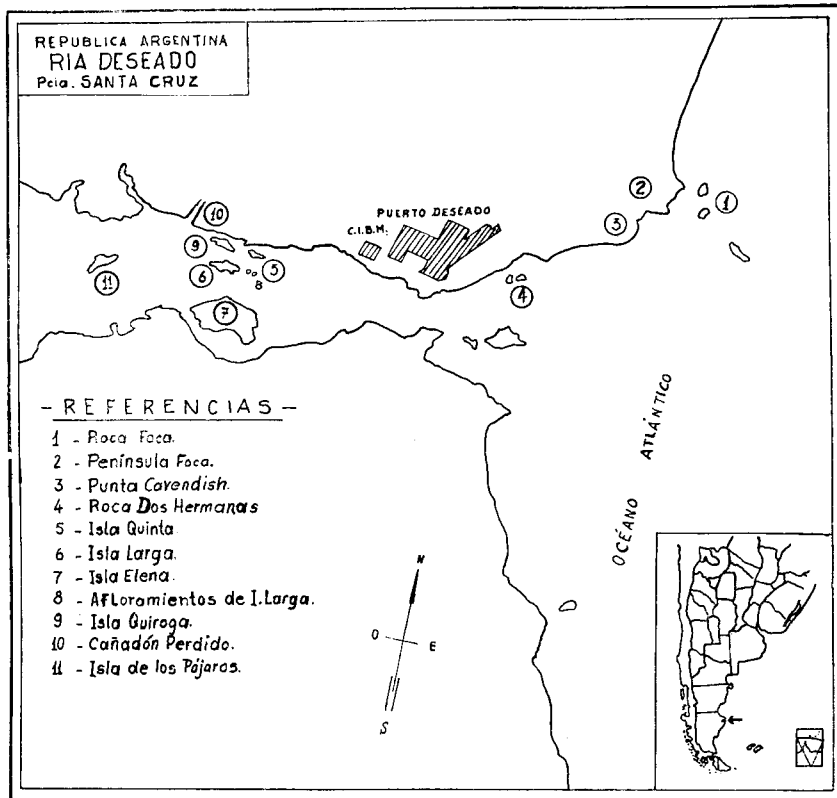 REPUBLICA ARGENTINA
RIA DESEADO
Pcia. SANTA CRUZ
2
1
10
PUERTO DESEADO
3
C.I.B.M.
9
6
5
11
8
4
7
OCÉANO ATLÁNTICO
- REFERENCIAS -
1 - Roca Foca.
2 - Península Foca.
3 - Punta Cavendish.
4 - Roca Dos Hermanas
5 - Isla Quinta
6 - Isla Larga.
7 - Isla Elena.
8 - Afloramientos de I. Larga.
9 - Isla Quiroga.
10 - Cañadón Perdido.
11 - Isla de los Pájaros.
N
O E
S